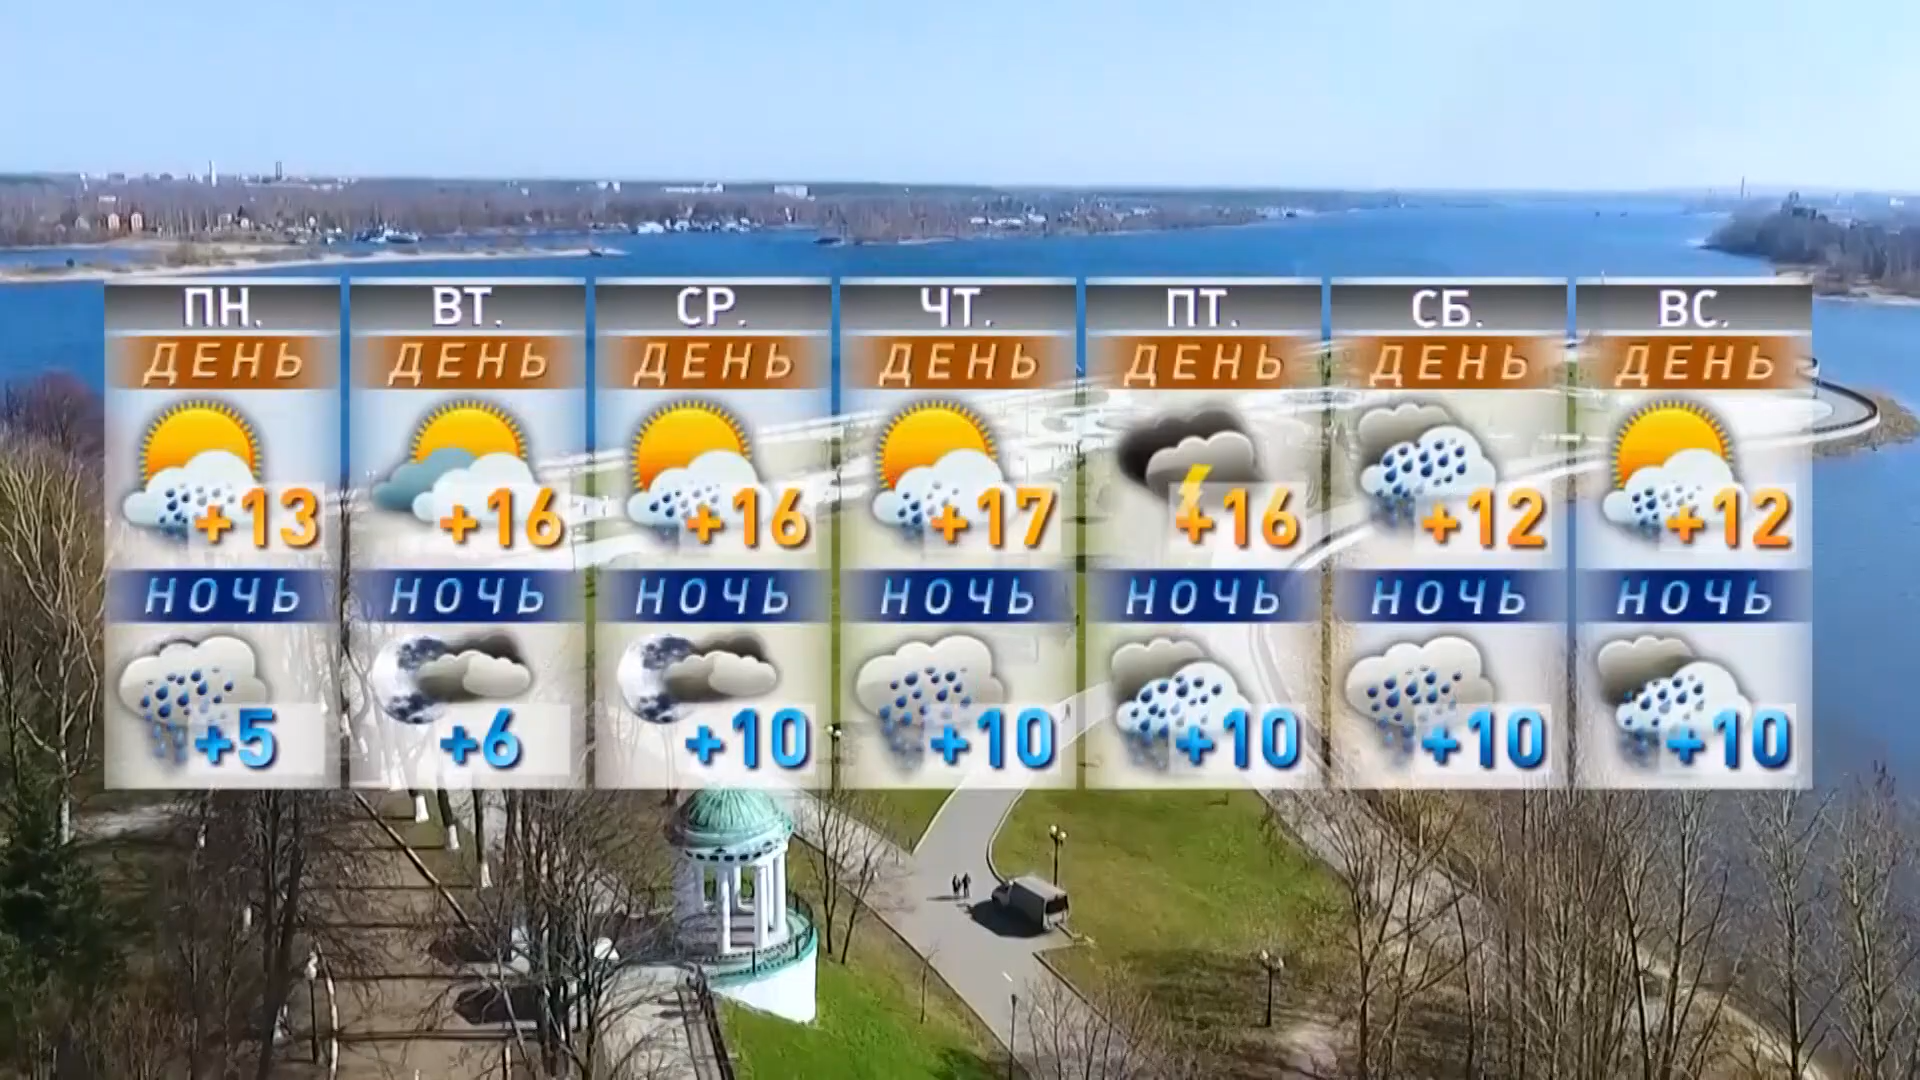 ПН. ВТ. СР. ЧТ. ПТ. СБ. ВС.
ДЕНЬ ДЕНЬ ДЕНЬ ДЕНЬ ДЕНЬ ДЕНЬ ДЕНЬ
+13 +16 +16 +17 +16 +12 +12
НОЧЬ НОЧЬ НОЧЬ НОЧЬ НОЧЬ НОЧЬ НОЧЬ
+5 +6 +10 +10 +10 +10 +10